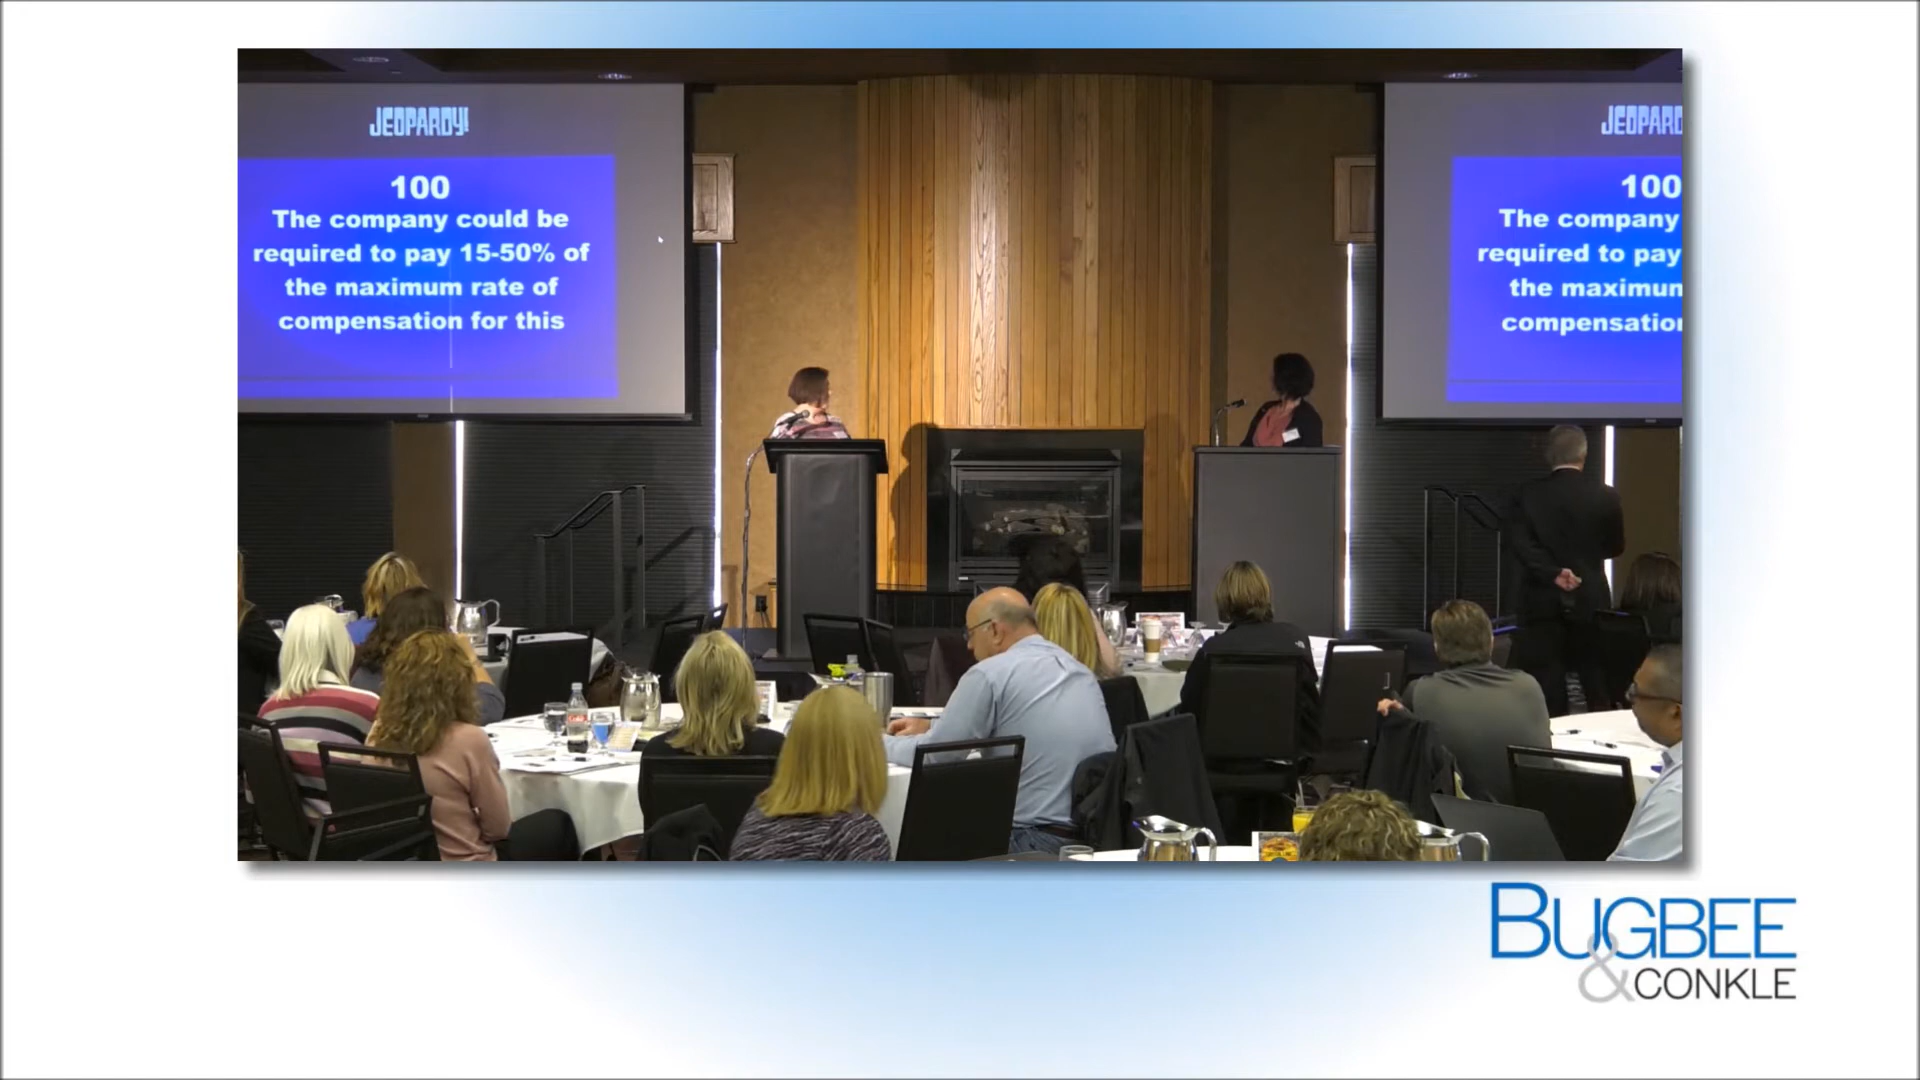 JEOPARDY!
100
The company could be
required to pay 15-50% of
the maximum rate of
compensation for this
JEOPARD
100
The company
required to pay
the maximum
compensation
BUGBEE
& CONKLE